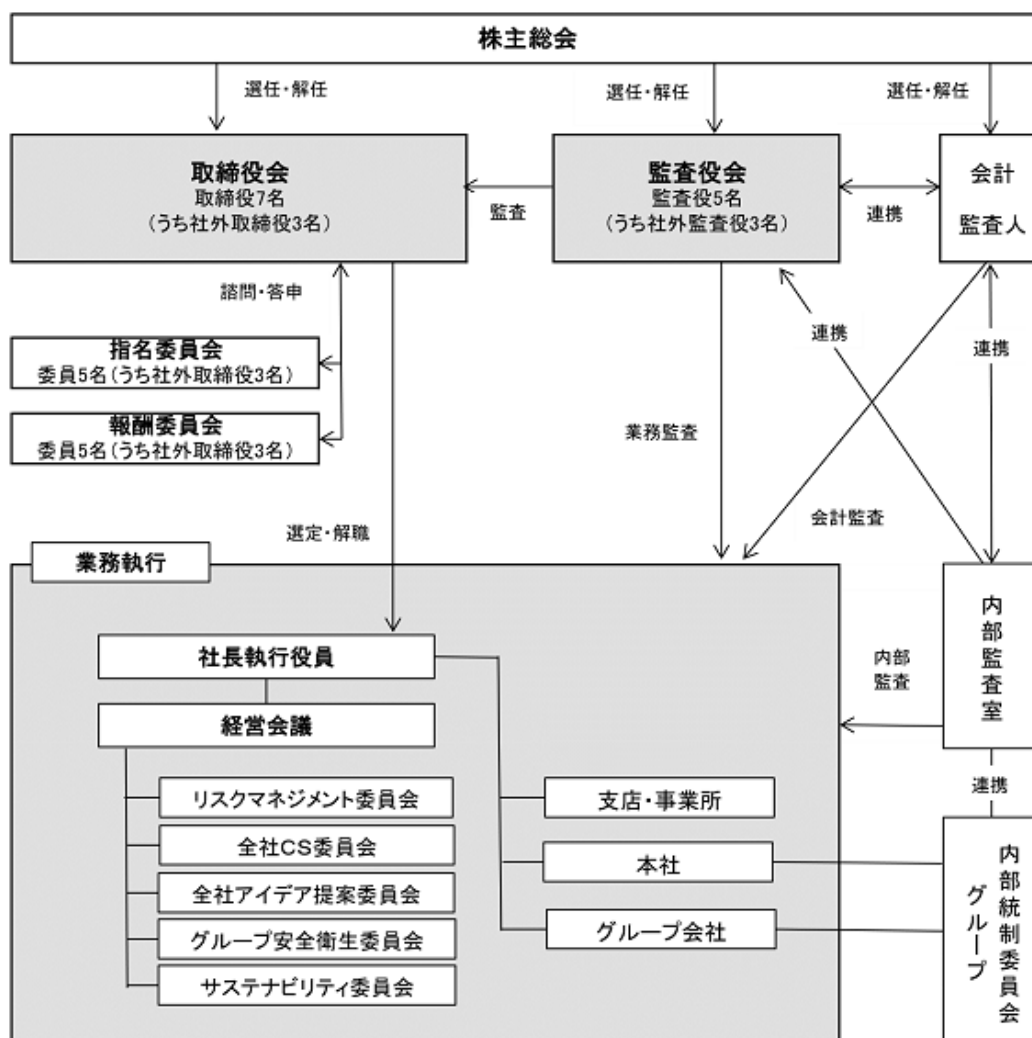 株主総会
選任・解任
選任・解任
選任・解任
取締役会
取締役7名
(うち社外取締役3名)
監査
監査役会
監査役5名
(うち社外監査役3名)
連携
会計
監査人
諮問・答申
指名委員会
委員5名(うち社外取締役3名)
報酬委員会
委員5名(うち社外取締役3名)
連携
連携
業務監査
会計監査
選定・解職
業務執行
社長執行役員
経営会議
リスクマネジメント委員会
全社CS委員会
全社アイデア提案委員会
グループ安全衛生委員会
サステナビリティ委員会
支店・事業所
本社
グループ会社
内部
監査
内部監査室
連携
グループ
内部統制委員会